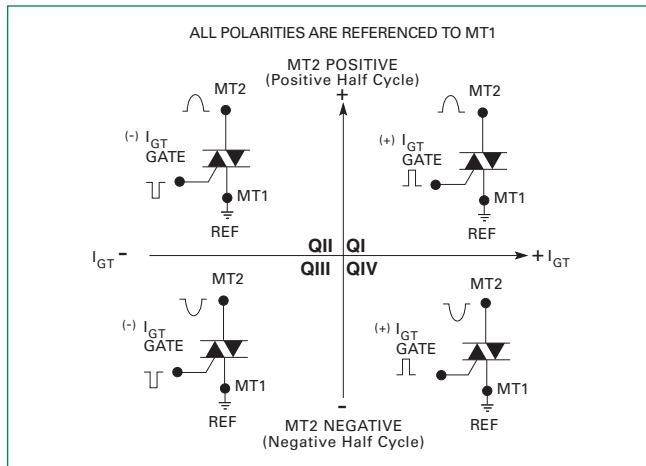 ALL POLARITIES ARE REFERENCED TO MT1
MT2 POSITIVE
(Positive Half Cycle)
+
MT2
(-) IGT
GATE
MT1
REF
MT2
(+) IGT
GATE
MT1
REF
IGT -
QII QI
QIII QIV
+ IGT
MT2
(-) IGT
GATE
MT1
REF
MT2
(+) IGT
GATE
MT1
REF
-
MT2 NEGATIVE
(Negative Half Cycle)